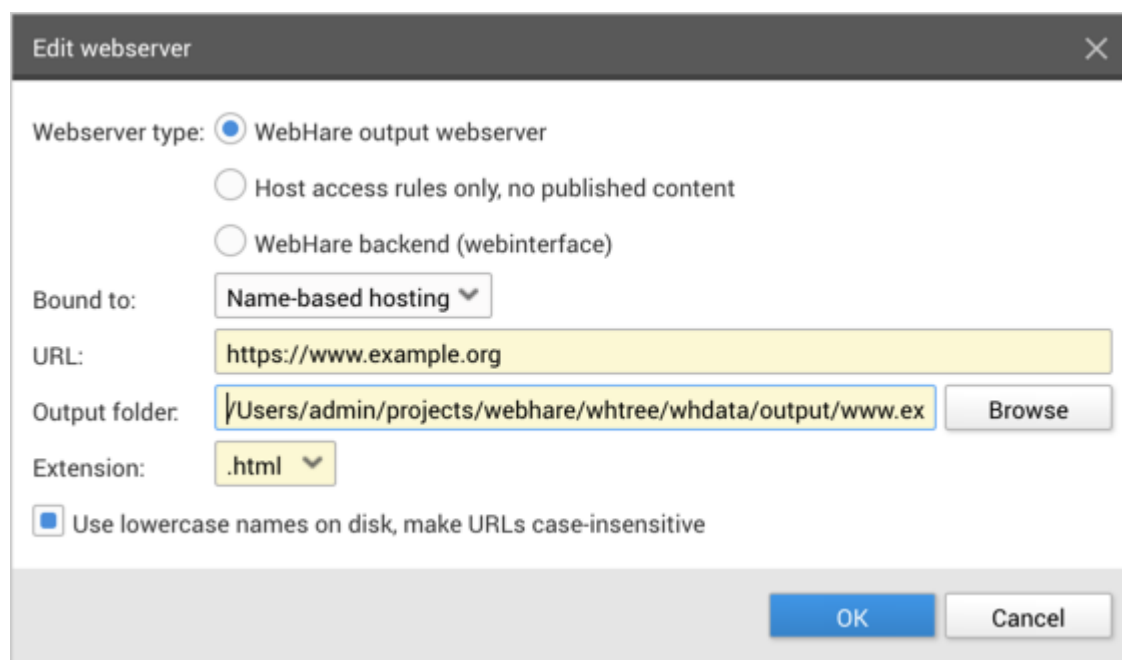 Edit webserver
Webserver type: WebHare output webserver
Host access rules only, no published content
WebHare backend (webinterface)
Bound to: Name-based hosting
URL: https://www.example.org
Output folder: /Users/admin/projects/webhare/whtree/whdata/output/www.ex Browse
Extension: .html
Use lowercase names on disk, make URLs case-insensitive
OK Cancel